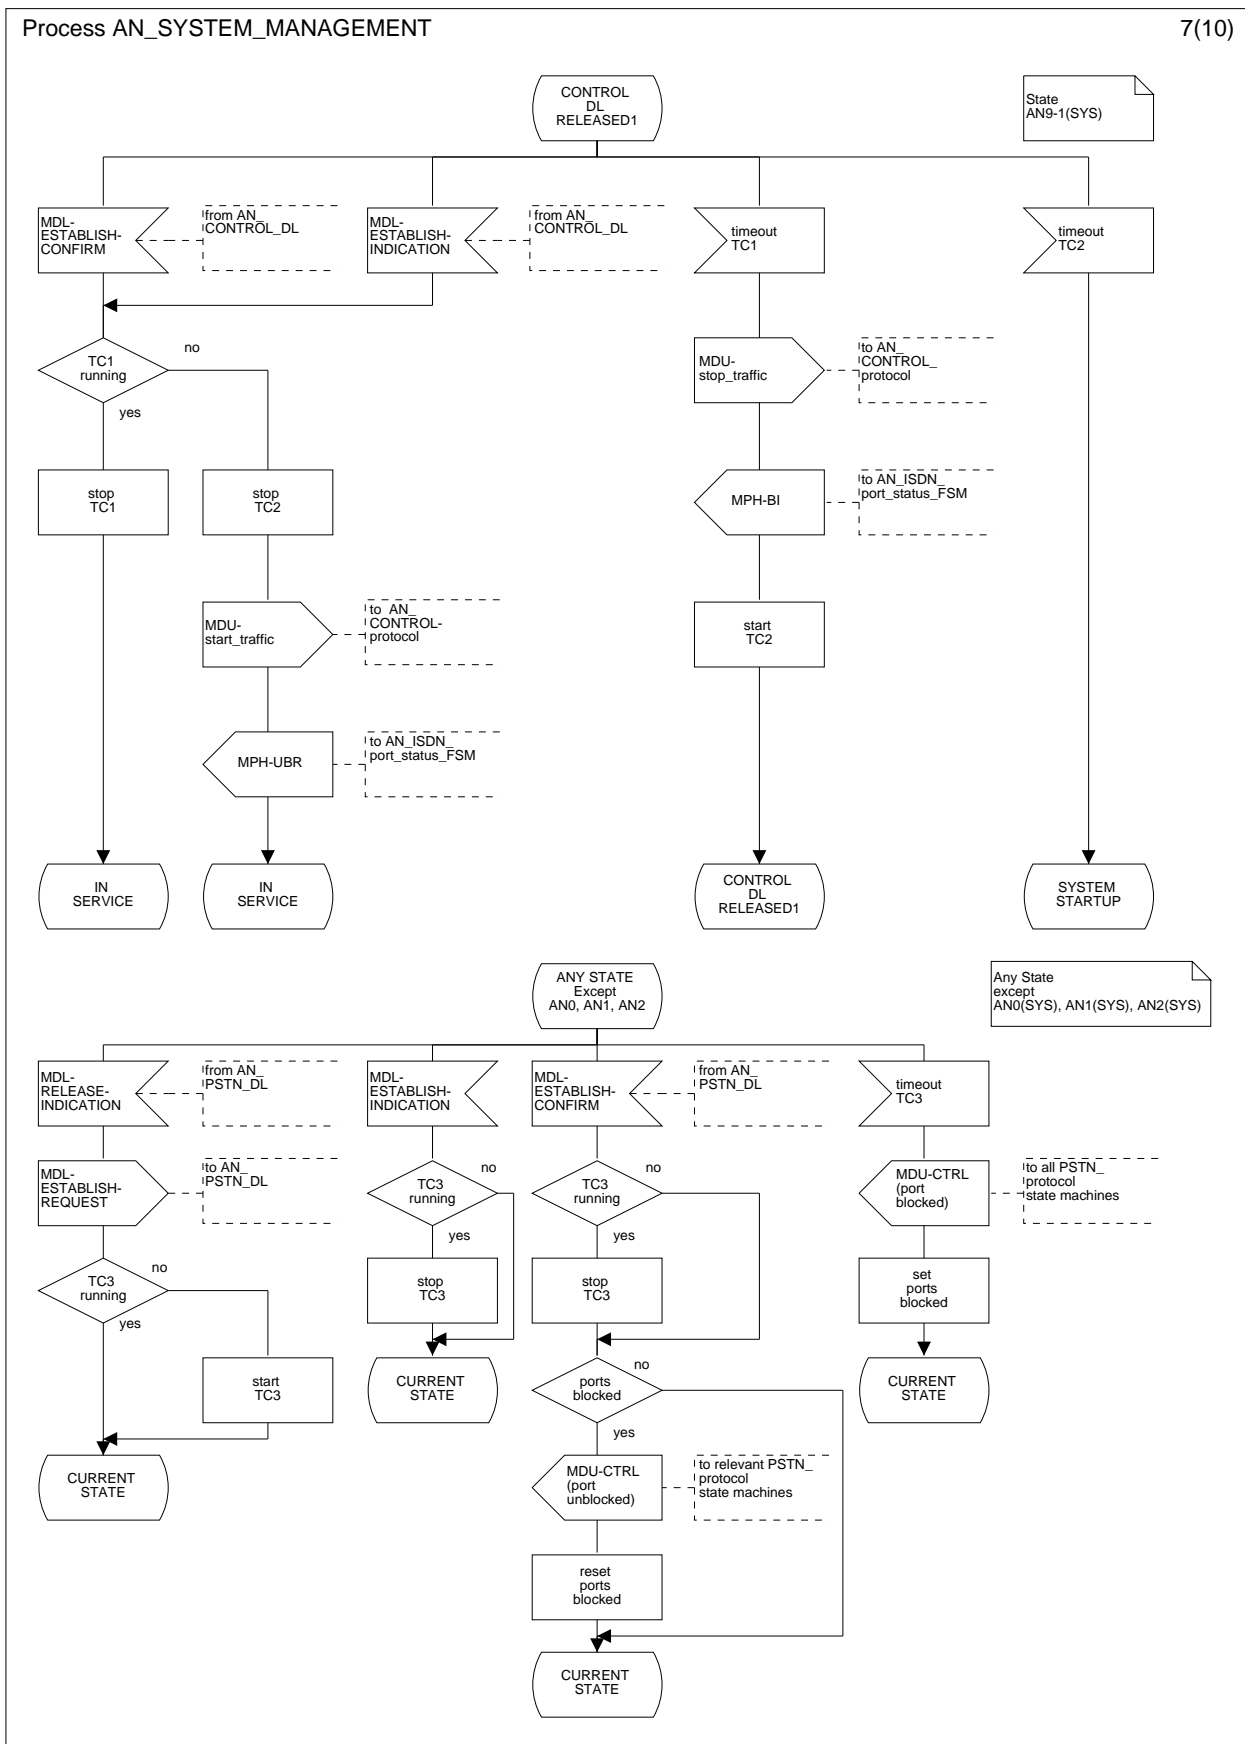 Process AN_SYSTEM_MANAGEMENT
7(10)
CONTROL
DL
RELEASED1
State
AN9-1(SYS)
MDL-
ESTABLISH-
CONFIRM
from AN_
CONTROL_DL
MDL-
ESTABLISH-
INDICATION
from AN_
CONTROL_DL
timeout
TC1
timeout
TC2
TC1
running
no
yes
MDU-
stop_traffic
to AN_
CONTROL_
protocol
stop
TC1
stop
TC2
MPH-BI
to AN_ISDN_
port_status_FSM
MDU-
start_traffic
to AN_
CONTROL-
protocol
start
TC2
MPH-UBR
to AN_ISDN_
port_status_FSM
IN
SERVICE
IN
SERVICE
CONTROL
DL
RELEASED1
SYSTEM
STARTUP
ANY STATE
Except
AN0, AN1, AN2
Any State
except
AN0(SYS), AN1(SYS), AN2(SYS)
MDL-
RELEASE-
INDICATION
from AN_
PSTN_DL
MDL-
ESTABLISH-
INDICATION
MDL-
ESTABLISH-
CONFIRM
from AN_
PSTN_DL
timeout
TC3
MDL-
ESTABLISH-
REQUEST
to AN_
PSTN_DL
TC3
running
no
yes
TC3
running
no
yes
MDU-CTRL
(port
blocked)
to all PSTN_
protocol
state machines
TC3
running
no
yes
stop
TC3
stop
TC3
set
ports
blocked
start
TC3
CURRENT
STATE
ports
blocked
no
yes
CURRENT
STATE
CURRENT
STATE
MDU-CTRL
(port
unblocked)
to relevant PSTN_
protocol
state machines
reset
ports
blocked
CURRENT
STATE